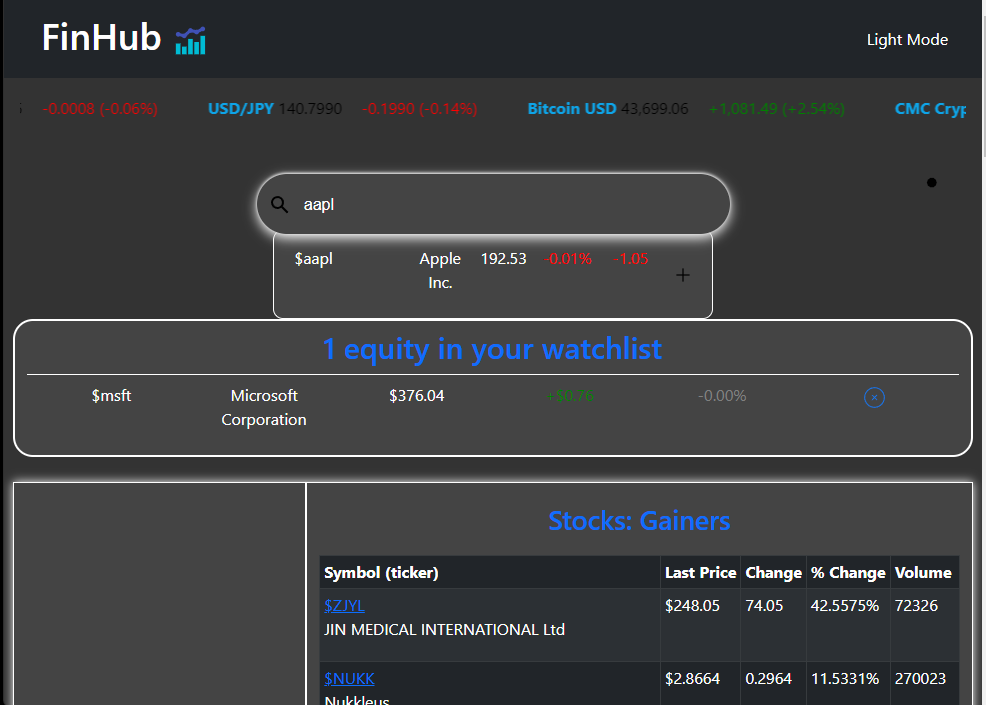 FinHub
Light Mode
-0.0008 (-0.06%) USD/JPY 140.7990 -0.1990 (-0.14%) Bitcoin USD 43,699.06 +1,081.49 (+2.54%) CMC Cryp
aapl
$aapl Apple Inc. 192.53 -0.01% -1.05
1 equity in your watchlist
$msft Microsoft Corporation $376.04 +$0.76 -0.00%
Stocks: Gainers
Symbol (ticker) Last Price Change % Change Volume
$ZJYL $248.05 74.05 42.5575% 72326
JIN MEDICAL INTERNATIONAL Ltd
$NUKK $2.8664 0.2964 11.5331% 270023
Nukkleus